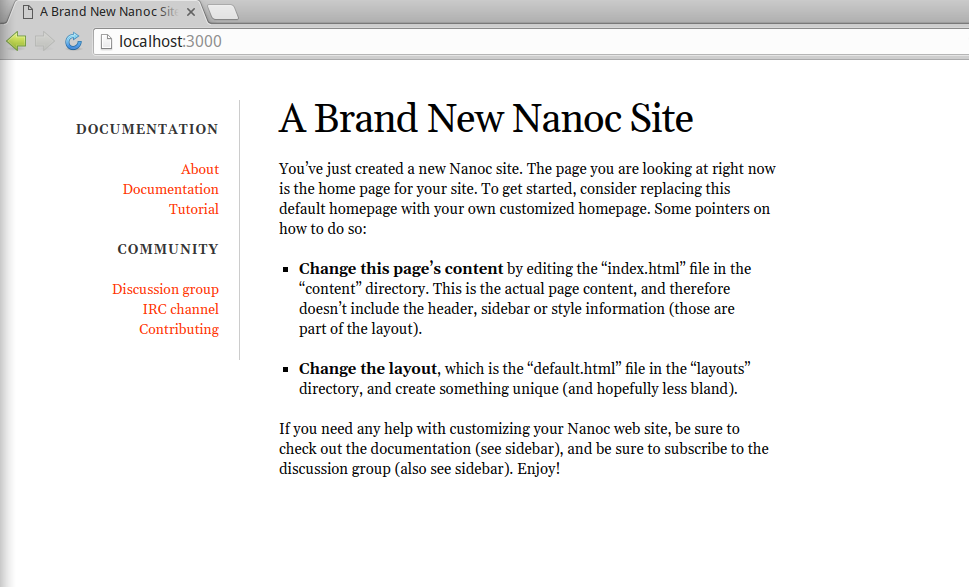 A Brand New Nanoc Site
localhost:3000
DOCUMENTATION
About
Documentation
Tutorial
COMMUNITY
Discussion group
IRC channel
Contributing
A Brand New Nanoc Site
You’ve just created a new Nanoc site. The page you are looking at right now
is the home page for your site. To get started, consider replacing this
default homepage with your own customized homepage. Some pointers on
how to do so:
Change this page’s content by editing the “index.html” file in the
“content” directory. This is the actual page content, and therefore
doesn’t include the header, sidebar or style information (those are
part of the layout).
Change the layout, which is the “default.html” file in the “layouts”
directory, and create something unique (and hopefully less bland).
If you need any help with customizing your Nanoc web site, be sure to
check out the documentation (see sidebar), and be sure to subscribe to the
discussion group (also see sidebar). Enjoy!